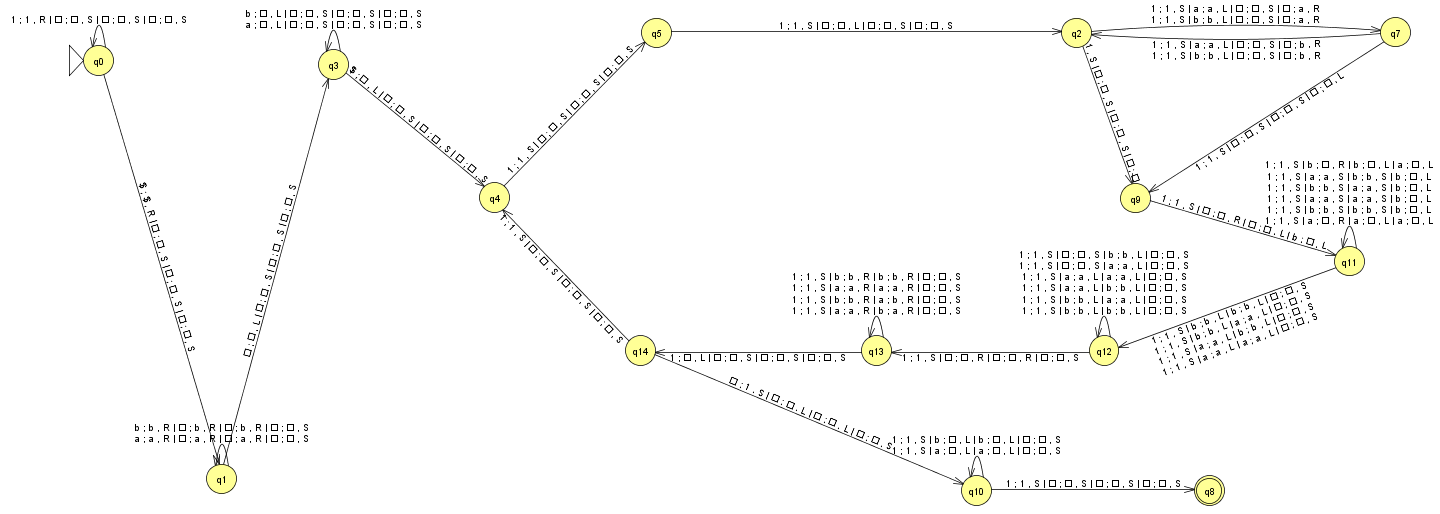 1;1,R|□;□,S|□;□,S|□;□,S
q0
b;□,L|□;□,S|□;□,S|□;□,S
a;□,L|□;□,S|□;□,S|□;□,S
q3
q5
1;1,S|□;□,L|□;□,S|□;□,S
q2
1;1,S|a;a,L|□;□,S|□;a,R
1;1,S|b;b,L|□;□,S|□;a,R
1;1,S|a;a,L|□;□,S|□;b,R
1;1,S|b;b,L|□;□,S|□;b,R
q7
$;□,L|□;□,S|□;□,S|□;□,S
1;1,S|□;□,S|□;□,S|□;□,S
1,S|□;□,S|□;□,S|□;□
1;1,S|□;□,S|□;□,S|□;□,L
$;$,R|□;□,S|□;□,S|□;□,S
□;□,L|□;□,S|□;□,S|□;□,S
q4
q9
1;1,S|□;□,R|□;□,L|b;□,L
1;1,S|b;□,R|b;□,L|a;□,L
1;1,S|a;a,S|b;b,S|b;□,L
1;1,S|b;b,S|a;a,S|b;□,L
1;1,S|a;a,S|a;a,S|b;□,L
1;1,S|b;b,S|b;b,S|b;□,L
1;1,S|a;□,R|a;□,L|a;□,L
q11
1;1,S|□;□,S|□;□,S|□;□,S
1;1,S|b;b,R|b;b,R|□;□,S
1;1,S|a;a,R|a;a,R|□;□,S
1;1,S|b;b,R|a;b,R|□;□,S
1;1,S|a;a,R|b;a,R|□;□,S
1;1,S|□;□,S|b;b,L|□;□,S
1;1,S|□;□,S|a;a,L|□;□,S
1;1,S|a;a,L|a;a,L|□;□,S
1;1,S|a;a,L|b;b,L|□;□,S
1;1,S|b;b,L|a;a,L|□;□,S
1;1,S|b;b,L|b;b,L|□;□,S
1;1,S|b;b,L|b;b,L|□;□,S
1;1,S|b;b,L|a;a,L|□;□,S
1;1,S|a;a,L|b;b,L|□;□,S
1;1,S|a;a,L|a;a,L|□;□,S
q14
1;□,L|□;□,S|□;□,S|□;□,S
q13
1;1,S|□;□,R|□;□,R|□;□,S
q12
□;1,S|□;□,L|□;□,L|□;□,S
b;b,R|□;b,R|□;b,R|□;□,S
a;a,R|□;a,R|□;a,R|□;□,S
q1
1;1,S|b;□,L|b;□,L|□;□,S
1;1,S|a;□,L|a;□,L|□;□,S
q10
1;1,S|□;□,S|□;□,S|□;□,S
q8